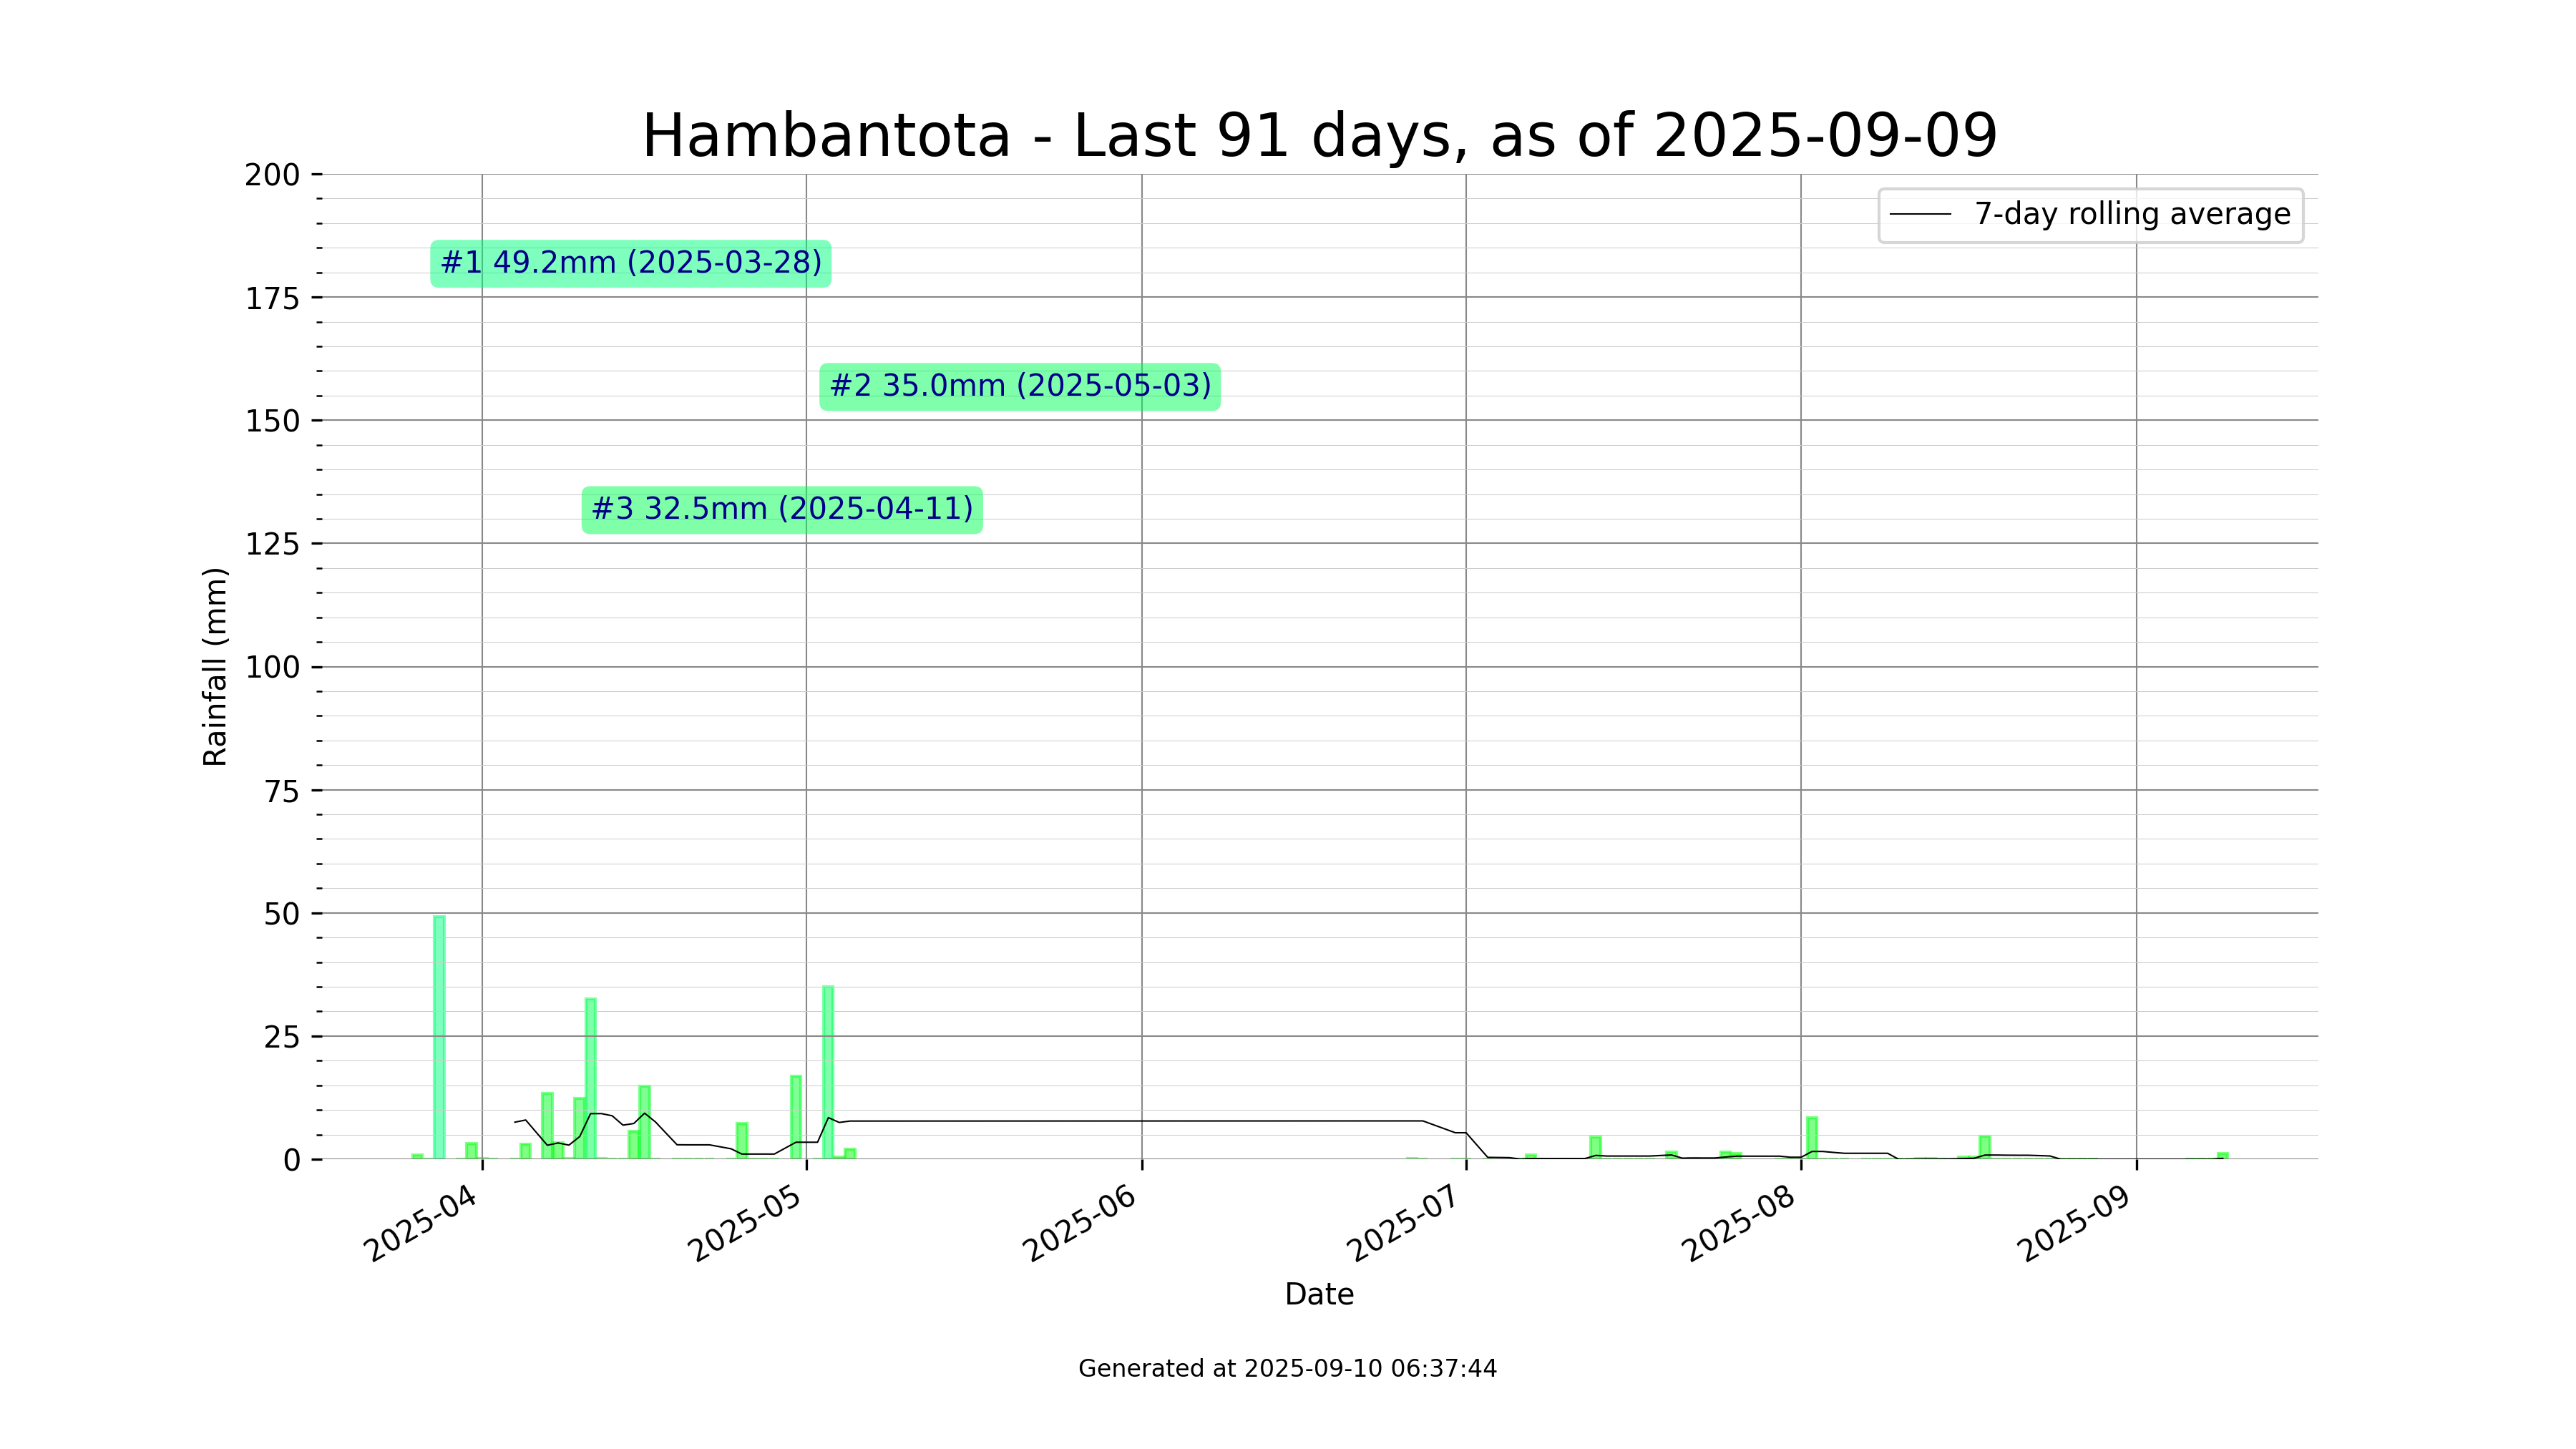 Hambantota - Last 91 days, as of 2025-09-09
200
175
150
125
100
75
50
25
0
Rainfall (mm)
7-day rolling average
#1 49.2mm (2025-03-28)
#2 35.0mm (2025-05-03)
#3 32.5mm (2025-04-11)
2025-04
2025-05
2025-06
2025-07
2025-08
2025-09
Date
Generated at 2025-09-10 06:37:44